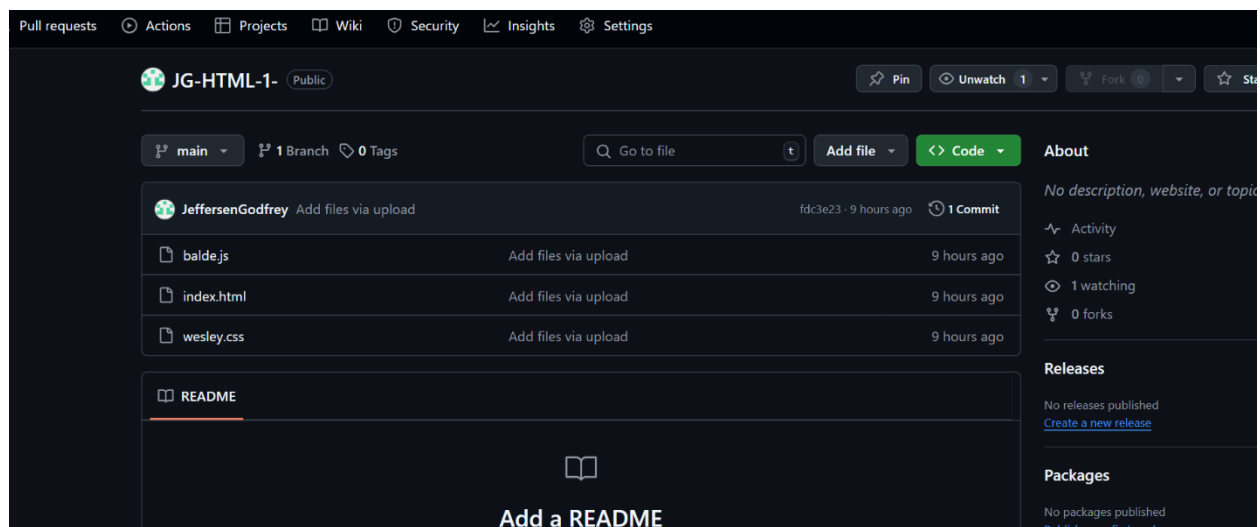 Pull requests Actions Projects Wiki Security Insights Settings
JG-HTML-1- Public Pin Unwatch 1 Fork 0
main 1 Branch 0 Tags Go to file t Add file Code
JeffersenGodfrey Add files via upload fdc3e23 · 9 hours ago 1 Commit
balde.js Add files via upload 9 hours ago
index.html Add files via upload 9 hours ago
wesley.css Add files via upload 9 hours ago
README
Add a README
About
No description, website, or topic
Activity
0 stars
1 watching
0 forks
Releases
No releases published
Create a new release
Packages
No packages published